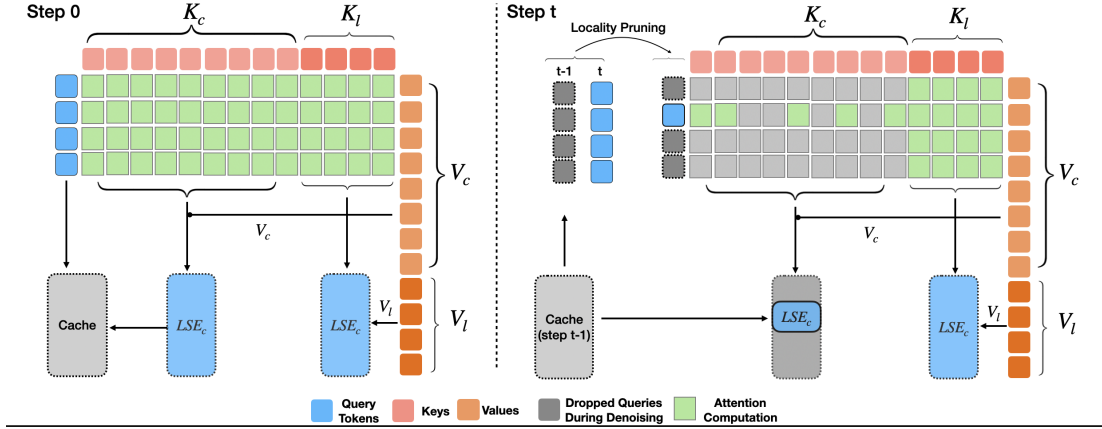 Step 0
K_c
K_l
V_c
V_c
Cache
LSE_c
LSE_c
V_l
V_l
Step t
Locality Pruning
t-1
t
K_c
K_l
V_c
V_c
Cache
(step t-1)
LSE_c
LSE_c
V_l
V_l
Query
Tokens
Keys
Values
Dropped Queries
During Denoising
Attention
Computation